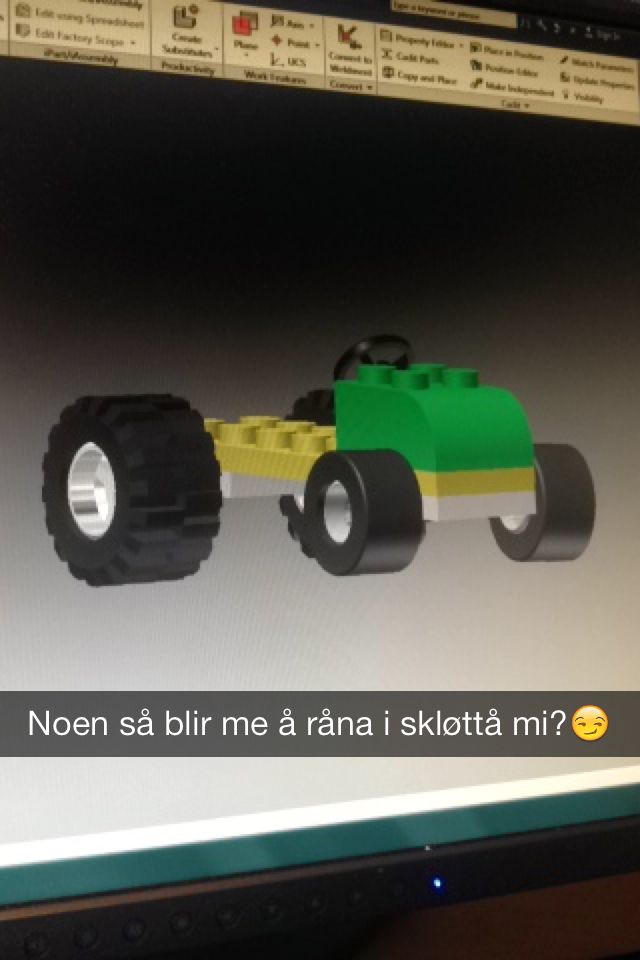 Type a keyword or phrase
Sign In
Edit using Spreadsheet
Edit Factory Scope
iPart/iAssembly
Create
Substitutes
Productivity
Plane
Axis
Point
UCS
Work Features
Convert to
Weldment
Convert
Property Editor
Cadit Parts
Copy and Place
Place in Position
Position Editor
Make Independent
Match Parameters
Update Properties
Visibility
Cadit
Noen så blir me å råna i skløttå mi?😏